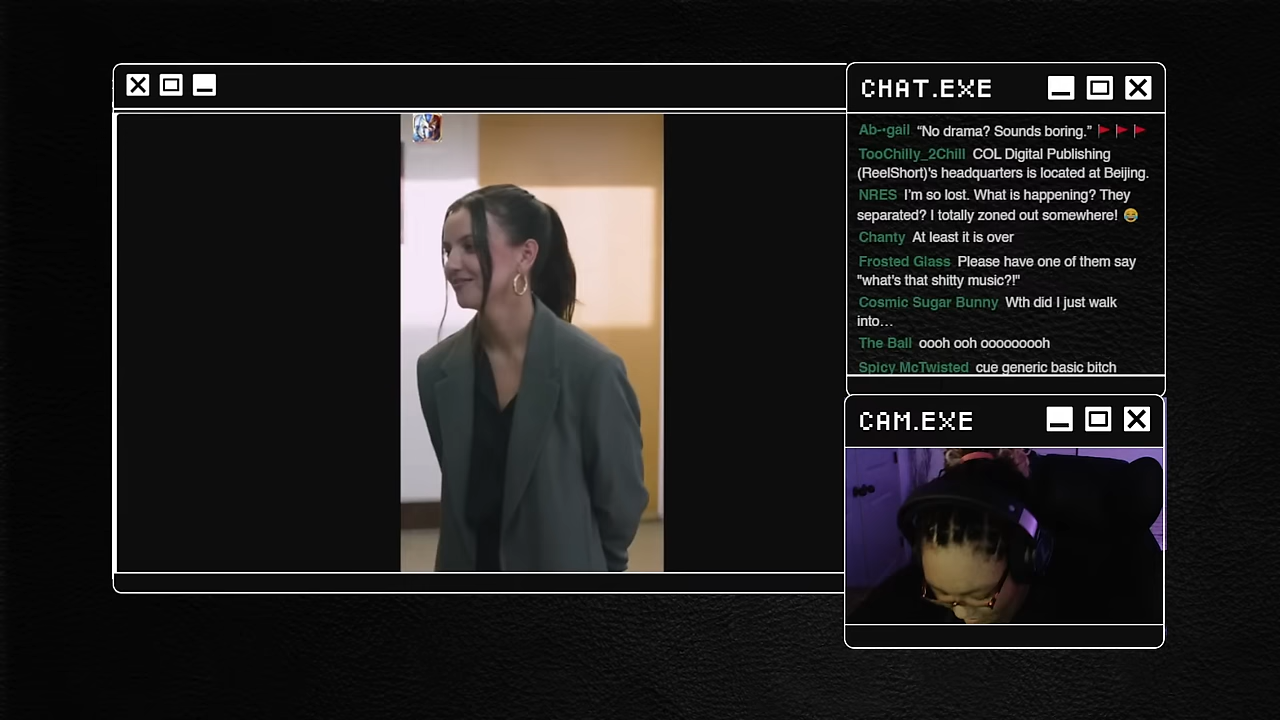 CHAT.EXE
Ab-·gail “No drama? Sounds boring.” 🚩 🚩 🚩
TooChilly_2Chill COL Digital Publishing
(ReelShort)'s headquarters is located at Beijing.
NRES I’m so lost. What is happening? They
separated? I totally zoned out somewhere! 😂
Chanty At least it is over
Frosted Glass Please have one of them say
"what's that shitty music?!"
Cosmic Sugar Bunny Wth did I just walk
into…
The Ball oooh ooh ooooooooh
Spicy McTwisted cue generic basic bitch
CAM.EXE